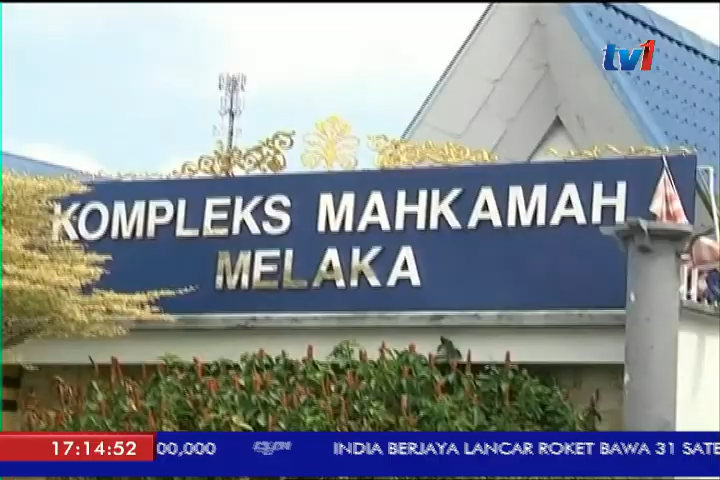 tv1
KOMPLEKS MAHKAMAH
MELAKA
17:14:52
00,000
INDIA BERJAYA LANCAR ROKET BAWA 31 SATE